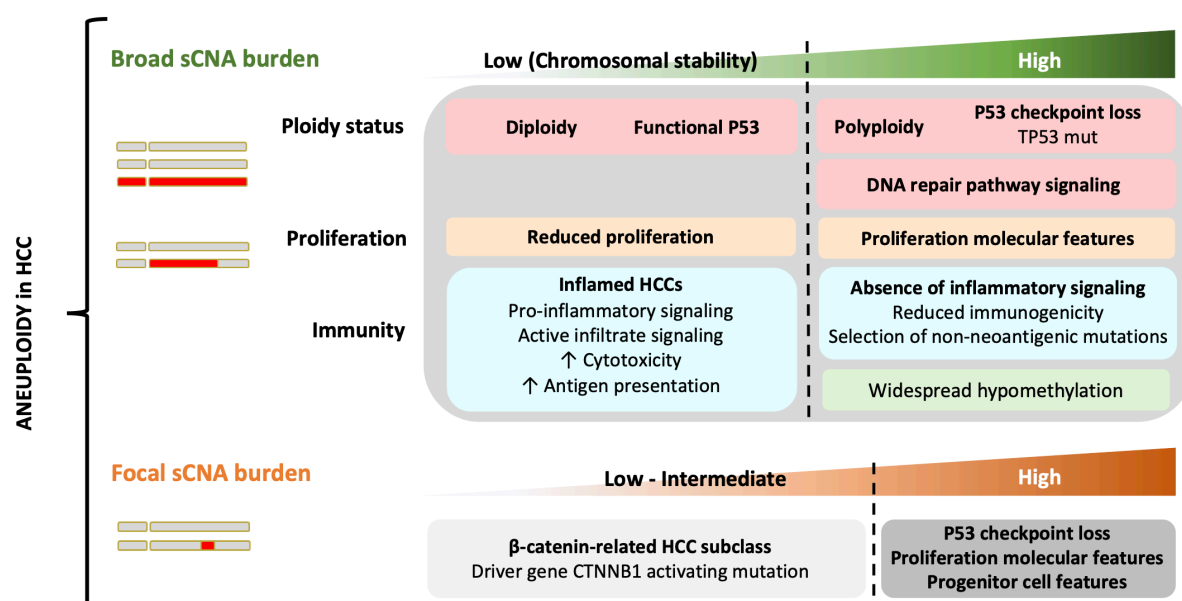 Broad sCNA burden
Low (Chromosomal stability)
High
Ploidy status
Diploidy
Functional P53
Polyploidy
P53 checkpoint loss
TP53 mut
DNA repair pathway signaling
Proliferation
Reduced proliferation
Proliferation molecular features
Immunity
Inflamed HCCs
Pro-inflammatory signaling
Active infiltrate signaling
↑ Cytotoxicity
↑ Antigen presentation
Absence of inflammatory signaling
Reduced immunogenicity
Selection of non-neoantigenic mutations
Widespread hypomethylation
ANEUPLOIDY in HCC
Focal sCNA burden
Low - Intermediate
High
β-catenin-related HCC subclass
Driver gene CTNNB1 activating mutation
P53 checkpoint loss
Proliferation molecular features
Progenitor cell features